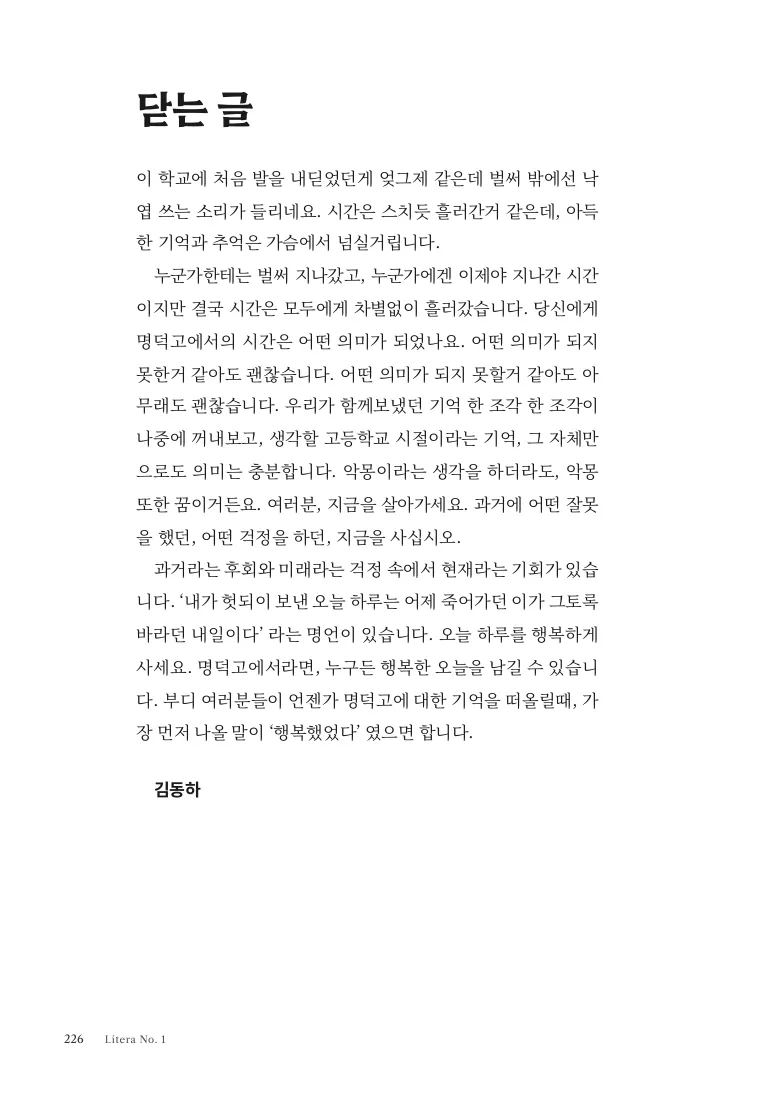 닫는 글
이 학교에 처음 발을 내딛었던게 엊그제 같은데 벌써 밖에선 낙
엽 쓰는 소리가 들리네요. 시간은 스치듯 흘러간거 같은데, 아득
한 기억과 추억은 가슴에서 넘실거립니다.
누군가한테는 벌써 지나갔고, 누군가에겐 이제야 지나간 시간
이지만 결국 시간은 모두에게 차별없이 흘러갔습니다. 당신에게
명덕고에서의 시간은 어떤 의미가 되었나요. 어떤 의미가 되지
못한거 같아도 괜찮습니다. 어떤 의미가 되지 못할거 같아도 아
무래도 괜찮습니다. 우리가 함께보냈던 기억 한 조각 한 조각이
나중에 꺼내보고, 생각할 고등학교 시절이라는 기억, 그 자체만
으로도 의미는 충분합니다. 악몽이라는 생각을 하더라도, 악몽
또한 꿈이거든요. 여러분, 지금을 살아가세요. 과거에 어떤 잘못
을 했던, 어떤 걱정을 하던, 지금을 사십시오.
과거라는 후회와 미래라는 걱정 속에서 현재라는 기회가 있습
니다. ‘내가 헛되이 보낸 오늘 하루는 어제 죽어가던 이가 그토록
바라던 내일이다’ 라는 명언이 있습니다. 오늘 하루를 행복하게
사세요. 명덕고에서라면, 누구든 행복한 오늘을 남길 수 있습니
다. 부디 여러분들이 언젠가 명덕고에 대한 기억을 떠올릴때, 가
장 먼저 나올 말이 ‘행복했었다’ 였으면 합니다.
김동하
226 Litera No. 1